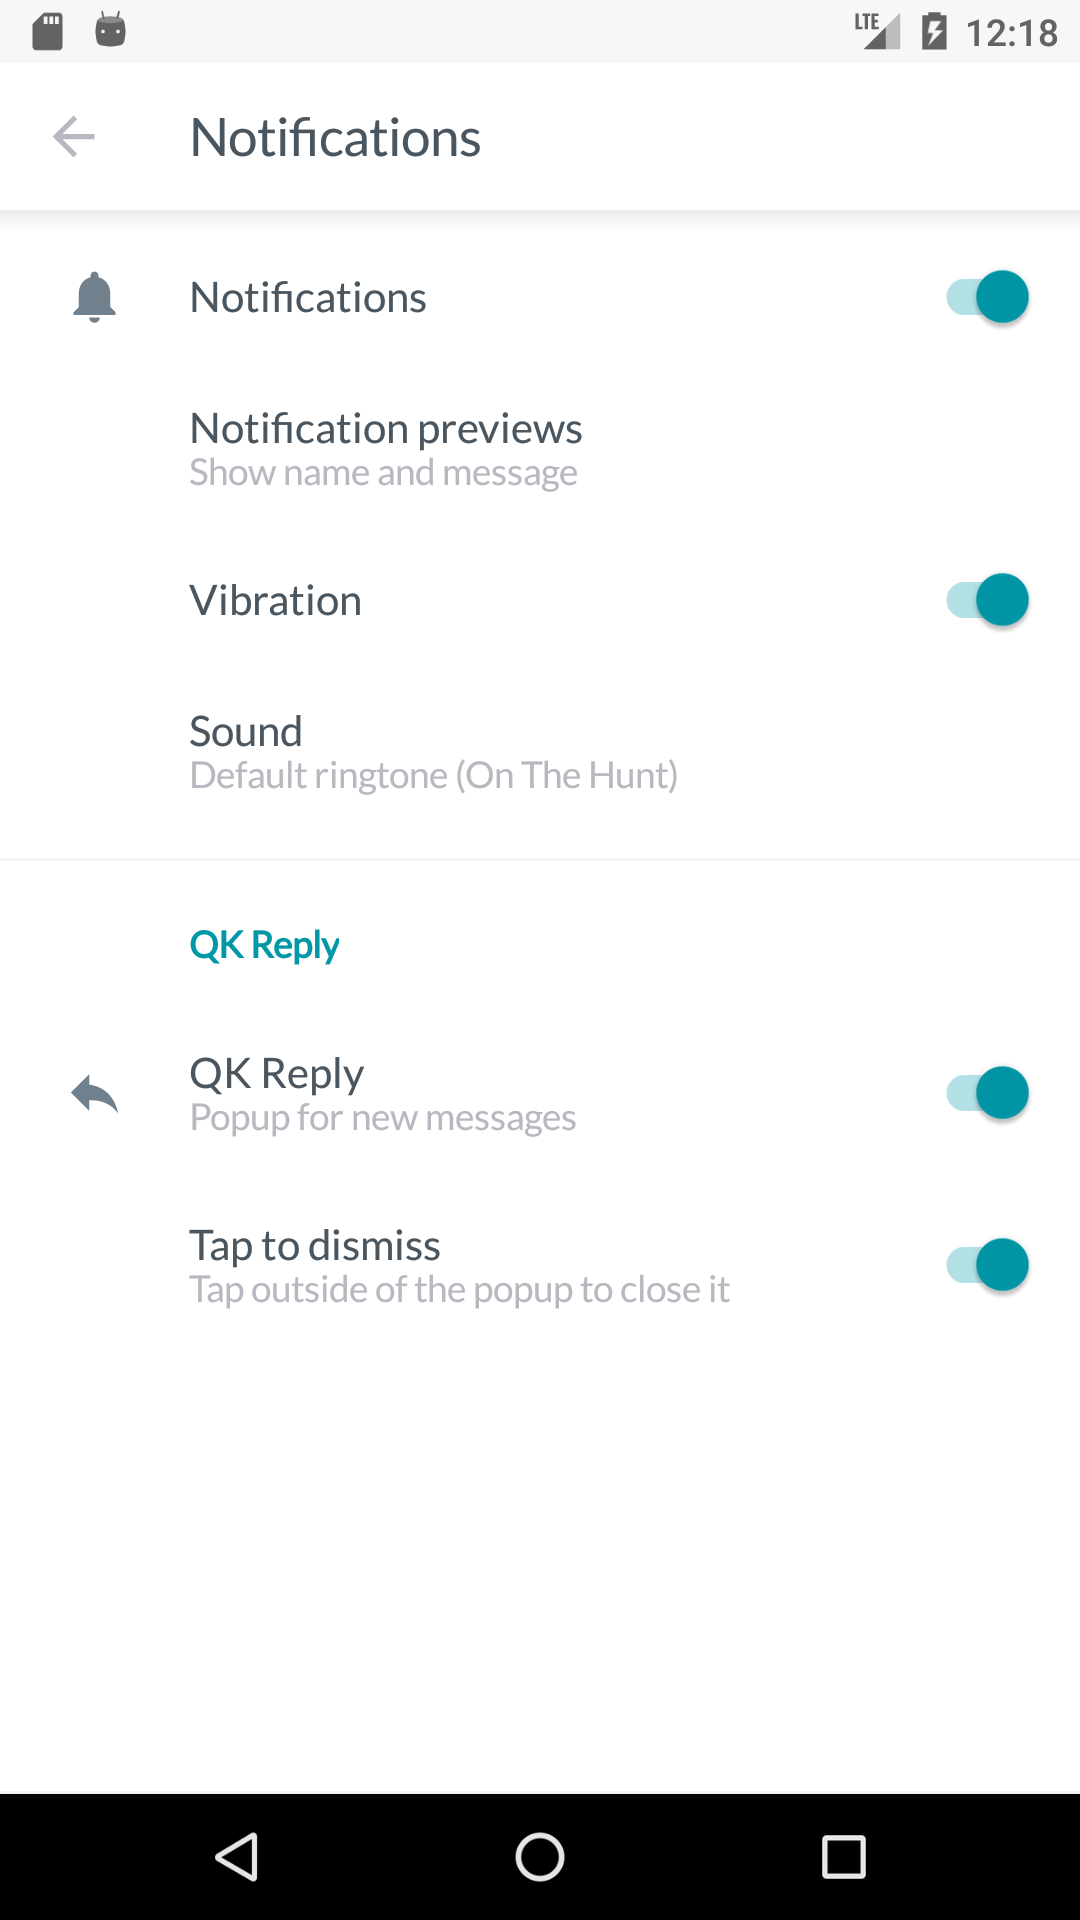 LTE 12:18
Notifications
Notifications
Notification previews
Show name and message
Vibration
Sound
Default ringtone (On The Hunt)
QK Reply
QK Reply
Popup for new messages
Tap to dismiss
Tap outside of the popup to close it